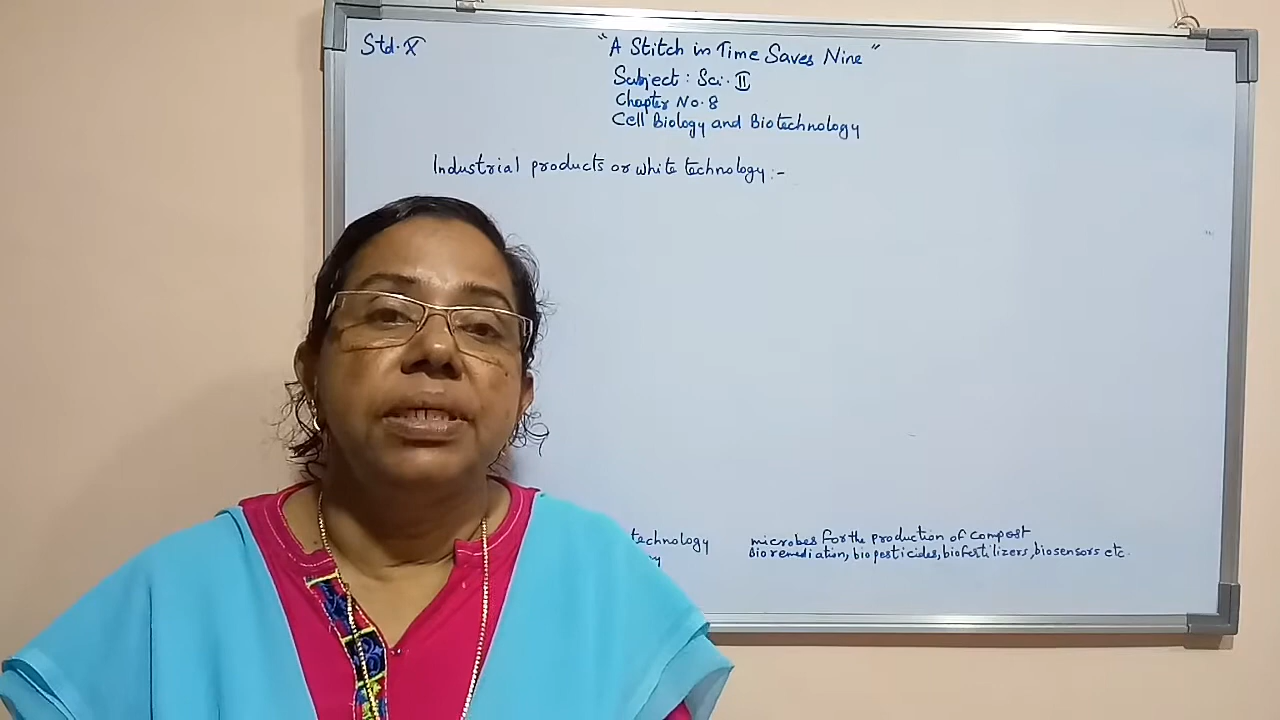 Std. X
"A Stitch in Time Saves Nine"
Subject : Sci. II
Chapter No. 8
Cell Biology and Biotechnology
Industrial products or white technology :-
technology microbes for the production of compost
Bioremediation, biopesticides, biofertilizers, biosensors etc.